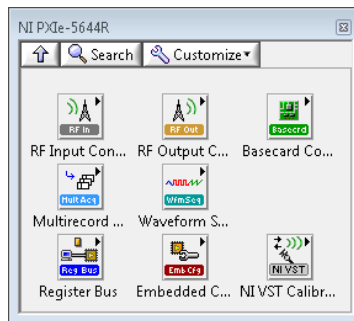 NI PXIe-5644R
Search Customize
RF In RF Out Basecrd
RF Input Con... RF Output C... Basecard Co...
Mult Acq WfmSeq
Multirecord ... Waveform S...
Reg Bus Emb Cfg NI VST
Register Bus Embedded C... NI VST Calibr...